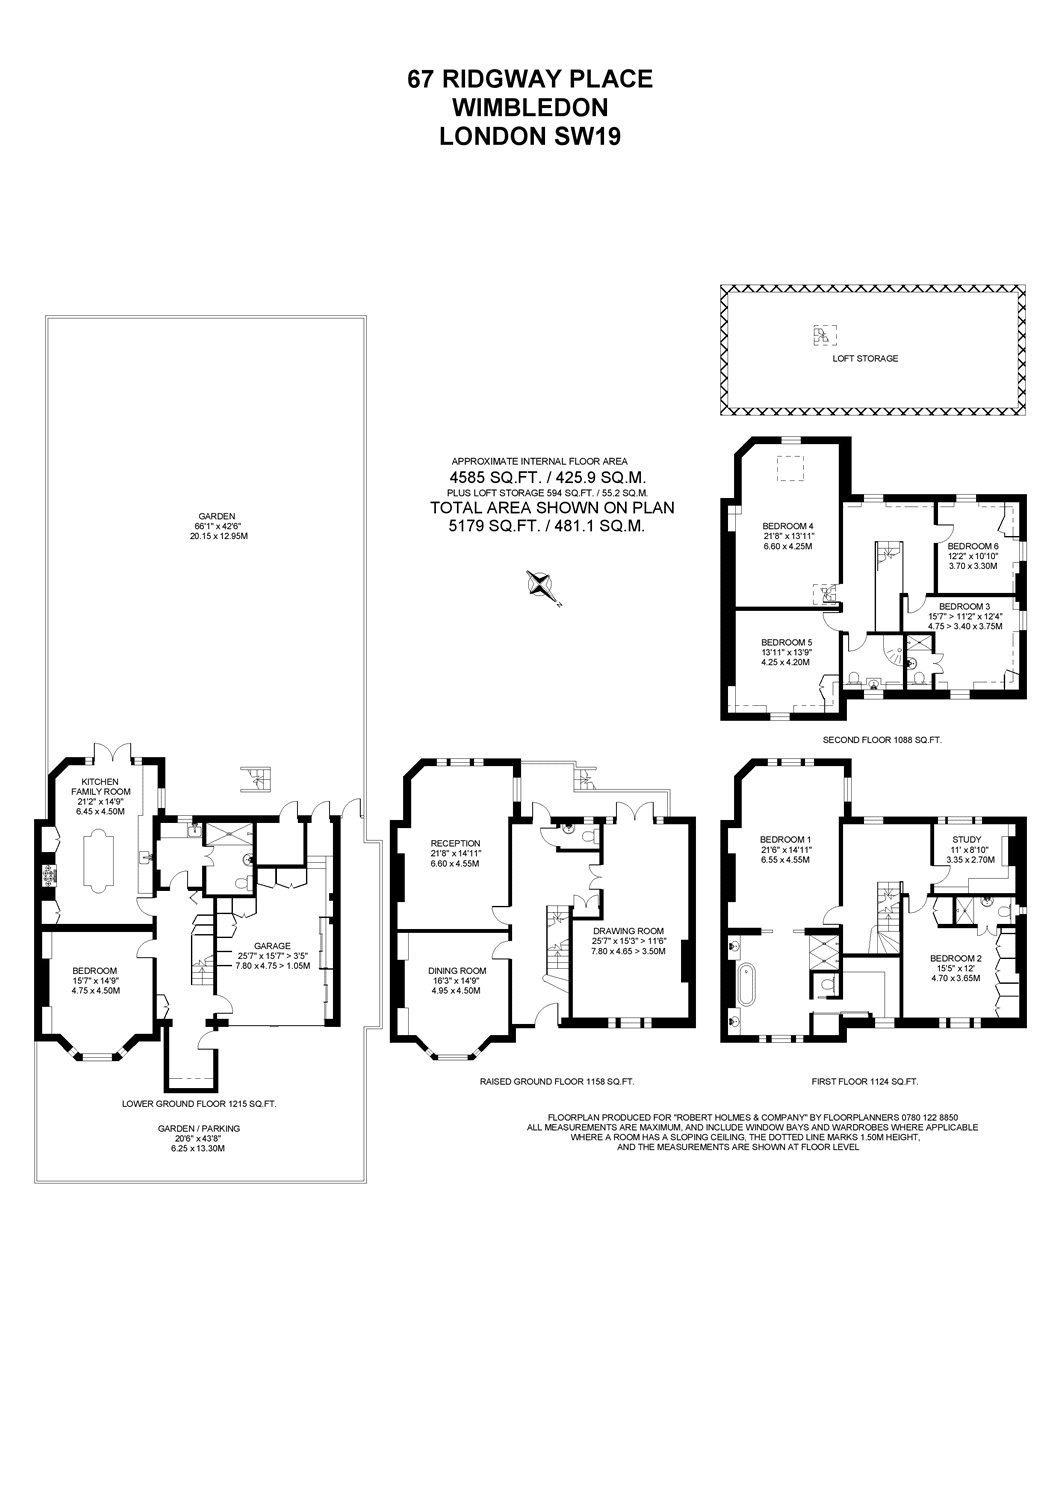 67 RIDGWAY PLACE
WIMBLEDON
LONDON SW19
LOFT STORAGE
APPROXIMATE INTERNAL FLOOR AREA
4585 SQ.FT. / 425.9 SQ.M.
PLUS LOFT STORAGE 594 SQ.FT. / 55.2 SQ.M.
TOTAL AREA SHOWN ON PLAN
5179 SQ.FT. / 481.1 SQ.M.
N
GARDEN
66'1" x 42'6"
20.15 x 12.95M
BEDROOM 4
21'8" x 13'11"
6.60 x 4.25M
BEDROOM 6
12'2" x 10'10"
3.70 x 3.30M
BEDROOM 3
15'7" > 11'2" x 12'4"
4.75 > 3.40 x 3.75M
BEDROOM 5
13'11" x 13'9"
4.25 x 4.20M
SECOND FLOOR 1088 SQ.FT.
KITCHEN
FAMILY ROOM
21'2" x 14'9"
6.45 x 4.50M
GARAGE
25'7" x 15'7" > 3'5"
7.80 x 4.75 > 1.05M
BEDROOM
15'7" x 14'9"
4.75 x 4.50M
LOWER GROUND FLOOR 1215 SQ.FT.
GARDEN / PARKING
20'6" x 43'8"
6.25 x 13.30M
RECEPTION
21'8" x 14'11"
6.60 x 4.55M
DRAWING ROOM
25'7" x 15'3" > 11'6"
7.80 x 4.65 > 3.50M
DINING ROOM
16'3" x 14'9"
4.95 x 4.50M
RAISED GROUND FLOOR 1158 SQ.FT.
BEDROOM 1
21'6" x 14'11"
6.55 x 4.55M
STUDY
11' x 8'10"
3.35 x 2.70M
BEDROOM 2
15'5" x 12'
4.70 x 3.65M
FIRST FLOOR 1124 SQ.FT.
FLOORPLAN PRODUCED FOR "ROBERT HOLMES & COMPANY" BY FLOORPLANNERS 0780 122 8850
ALL MEASUREMENTS ARE MAXIMUM, AND INCLUDE WINDOW BAYS AND WARDROBES WHERE APPLICABLE
WHERE A ROOM HAS A SLOPING CEILING, THE DOTTED LINE MARKS 1.50M HEIGHT,
AND THE MEASUREMENTS ARE SHOWN AT FLOOR LEVEL